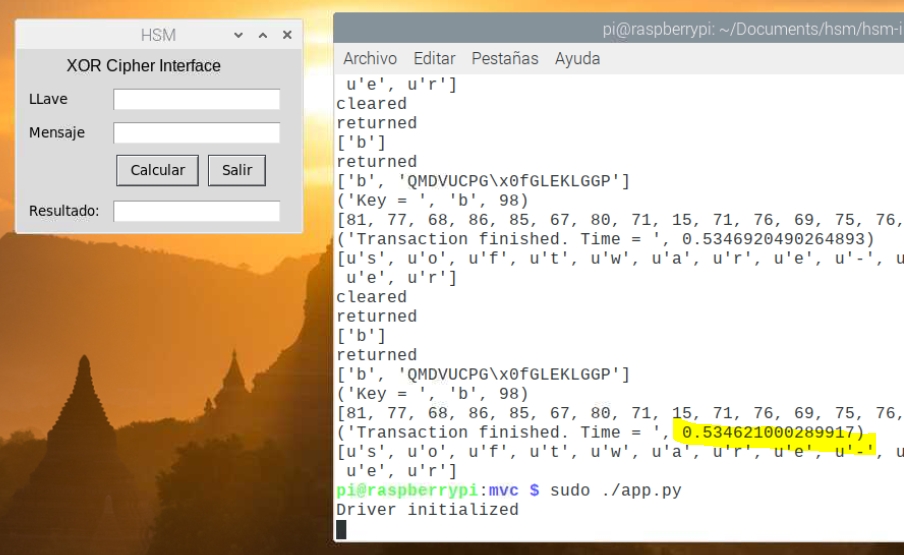 HSM
XOR Cipher Interface
LLave
Mensaje
Calcular Salir
Resultado:
pi@raspberrypi: ~/Documents/hsm/hsm-i
Archivo Editar Pestañas Ayuda
u'e', u'r']
cleared
returned
['b']
returned
['b', 'QMDVUCPG\x0fGLEKLGGP']
('Key = ', 'b', 98)
[81, 77, 68, 86, 85, 67, 80, 71, 15, 71, 76, 69, 75, 76,
('Transaction finished. Time = ', 0.5346920490264893)
[u's', u'o', u'f', u't', u'w', u'a', u'r', u'e', u'-', u
u'e', u'r']
cleared
returned
['b']
returned
['b', 'QMDVUCPG\x0fGLEKLGGP']
('Key = ', 'b', 98)
[81, 77, 68, 86, 85, 67, 80, 71, 15, 71, 76, 69, 75, 76,
('Transaction finished. Time = ', 0.534621000289917)
[u's', u'o', u'f', u't', u'w', u'a', u'r', u'e', u'-', u
u'e', u'r']
pi@raspberrypi:mvc $ sudo ./app.py
Driver initialized